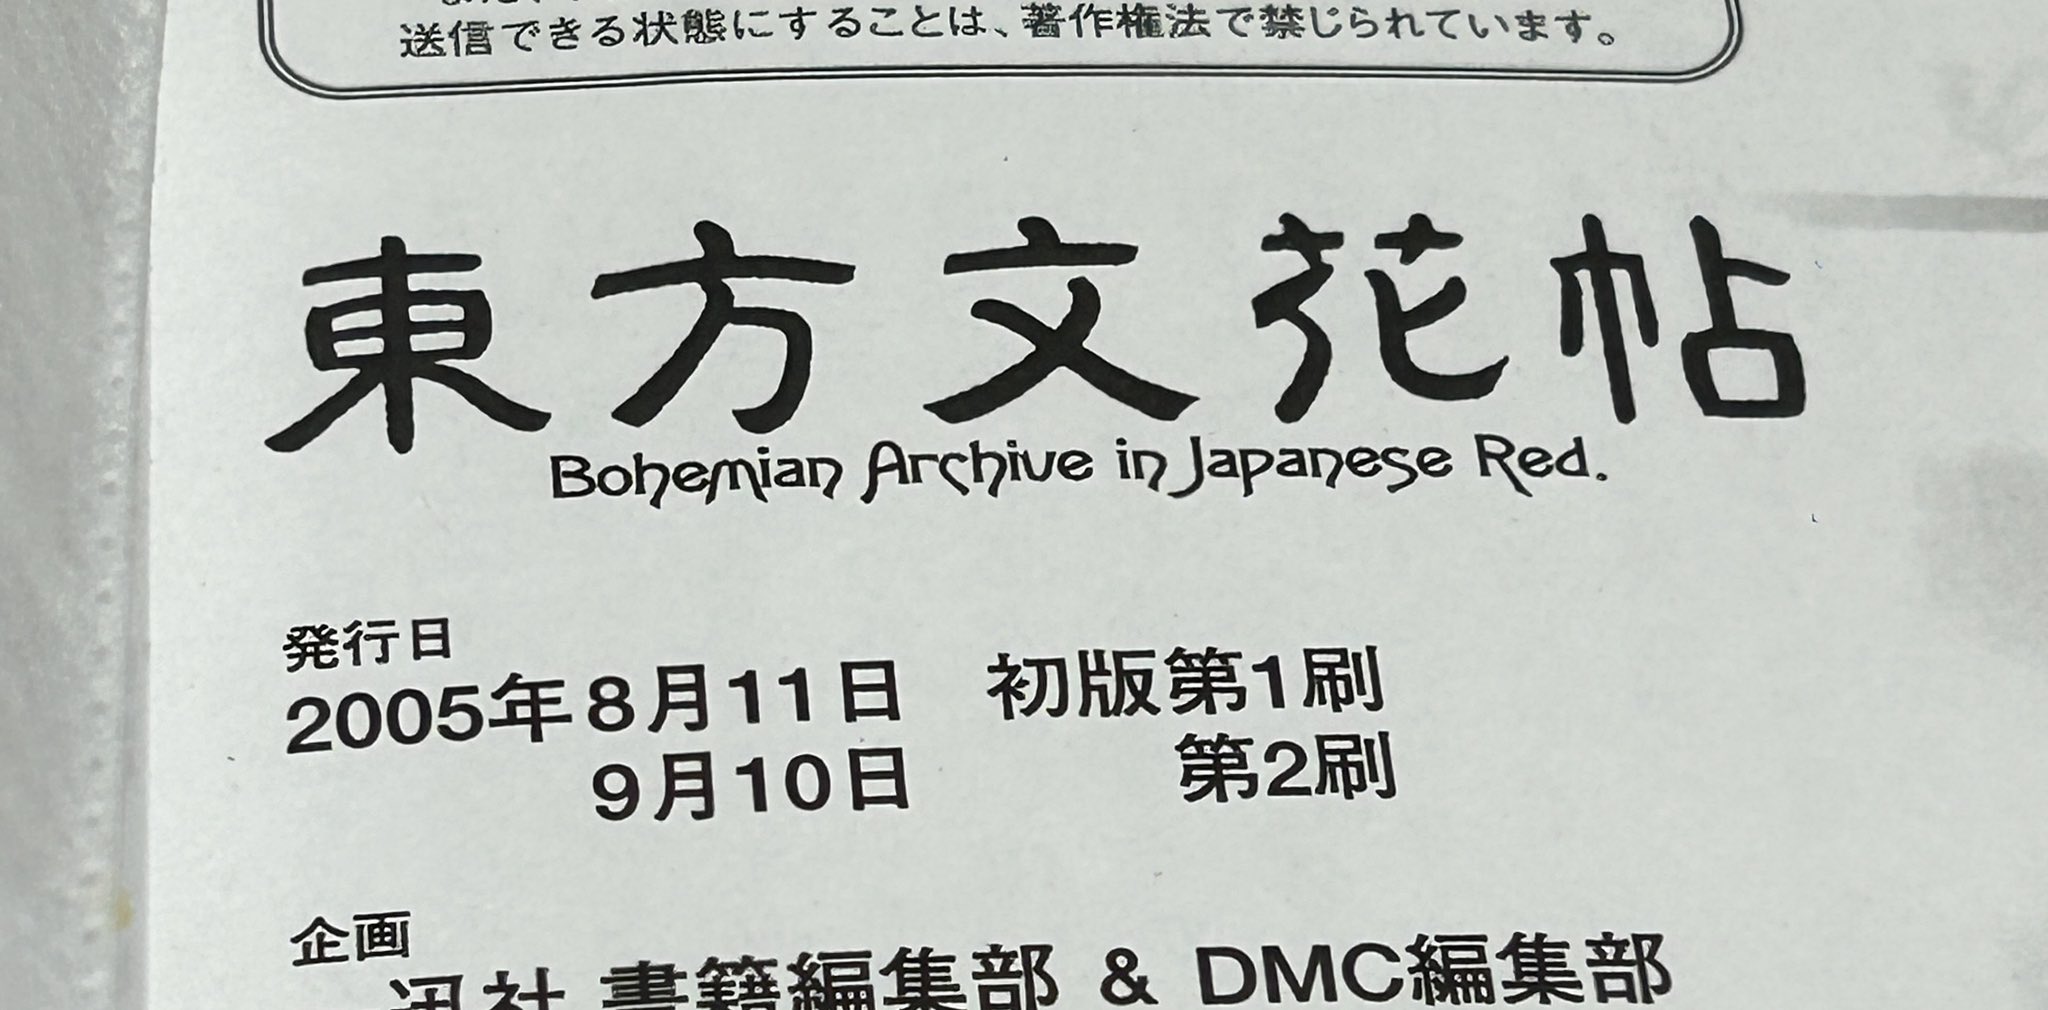 送信できる状態にすることは、著作権法で禁じられています。
東方文花帖
Bohemian Archive in Japanese Red.
発行日
2005年8月11日 初版第1刷
9月10日 第2刷
企画
迅社 書籍編集部 & DMC編集部